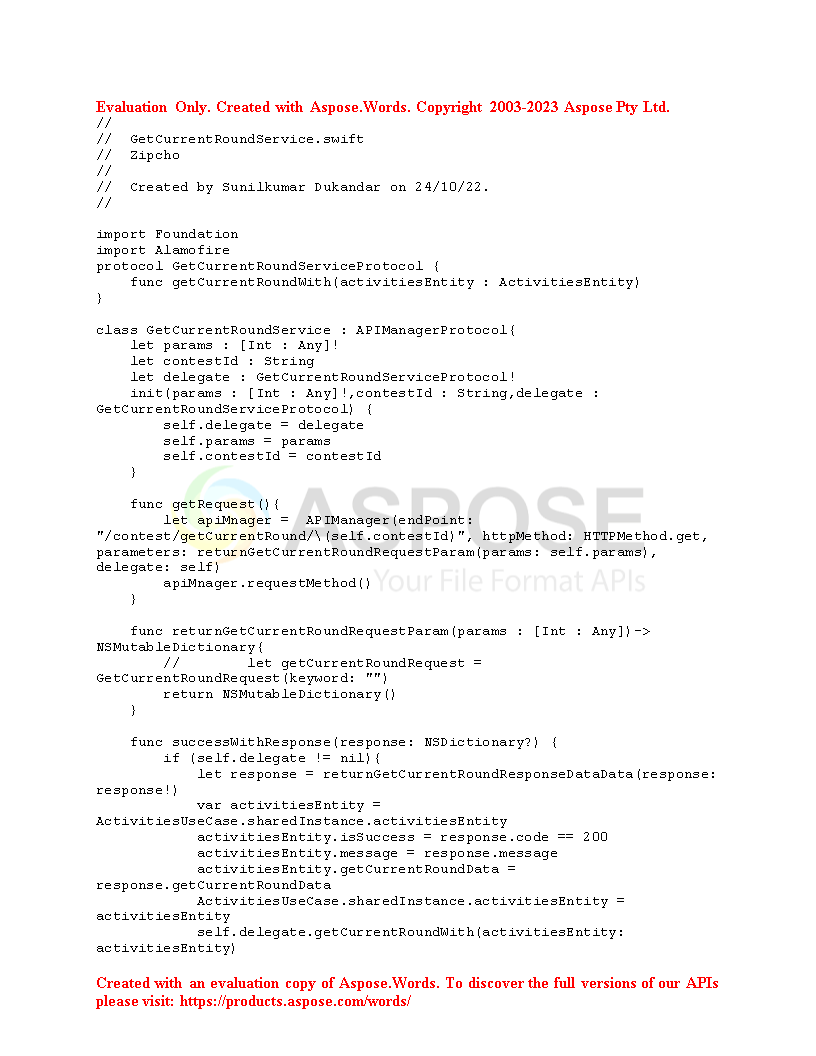 Evaluation Only. Created with Aspose.Words. Copyright 2003-2023 Aspose Pty Ltd.
//
//  GetCurrentRoundService.swift
//  Zipcho
//
//  Created by Sunilkumar Dukandar on 24/10/22.
//

import Foundation
import Alamofire
protocol GetCurrentRoundServiceProtocol {
    func getCurrentRoundWith(activitiesEntity : ActivitiesEntity)
}

class GetCurrentRoundService : APIManagerProtocol{
    let params : [Int : Any]!
    let contestId : String
    let delegate : GetCurrentRoundServiceProtocol!
    init(params : [Int : Any]!,contestId : String,delegate :
GetCurrentRoundServiceProtocol) {
        self.delegate = delegate
        self.params = params
        self.contestId = contestId
    }

    func getRequest(){
        let apiMnager =  APIManager(endPoint:
"/contest/getCurrentRound/\(self.contestId)", httpMethod: HTTPMethod.get,
parameters: returnGetCurrentRoundRequestParam(params: self.params),
delegate: self)
        apiMnager.requestMethod()
    }

    func returnGetCurrentRoundRequestParam(params : [Int : Any])->
NSMutableDictionary{
        //        let getCurrentRoundRequest =
GetCurrentRoundRequest(keyword: "")
        return NSMutableDictionary()
    }

    func successWithResponse(response: NSDictionary?) {
        if (self.delegate != nil){
            let response = returnGetCurrentRoundResponseDataData(response:
response!)
            var activitiesEntity =
ActivitiesUseCase.sharedInstance.activitiesEntity
            activitiesEntity.isSuccess = response.code == 200
            activitiesEntity.message = response.message
            activitiesEntity.getCurrentRoundData =
response.getCurrentRoundData
            ActivitiesUseCase.sharedInstance.activitiesEntity =
activitiesEntity
            self.delegate.getCurrentRoundWith(activitiesEntity:
activitiesEntity)
ASPOSE
Your File Format APIs
Created with an evaluation copy of Aspose.Words. To discover the full versions of our APIs
please visit: https://products.aspose.com/words/